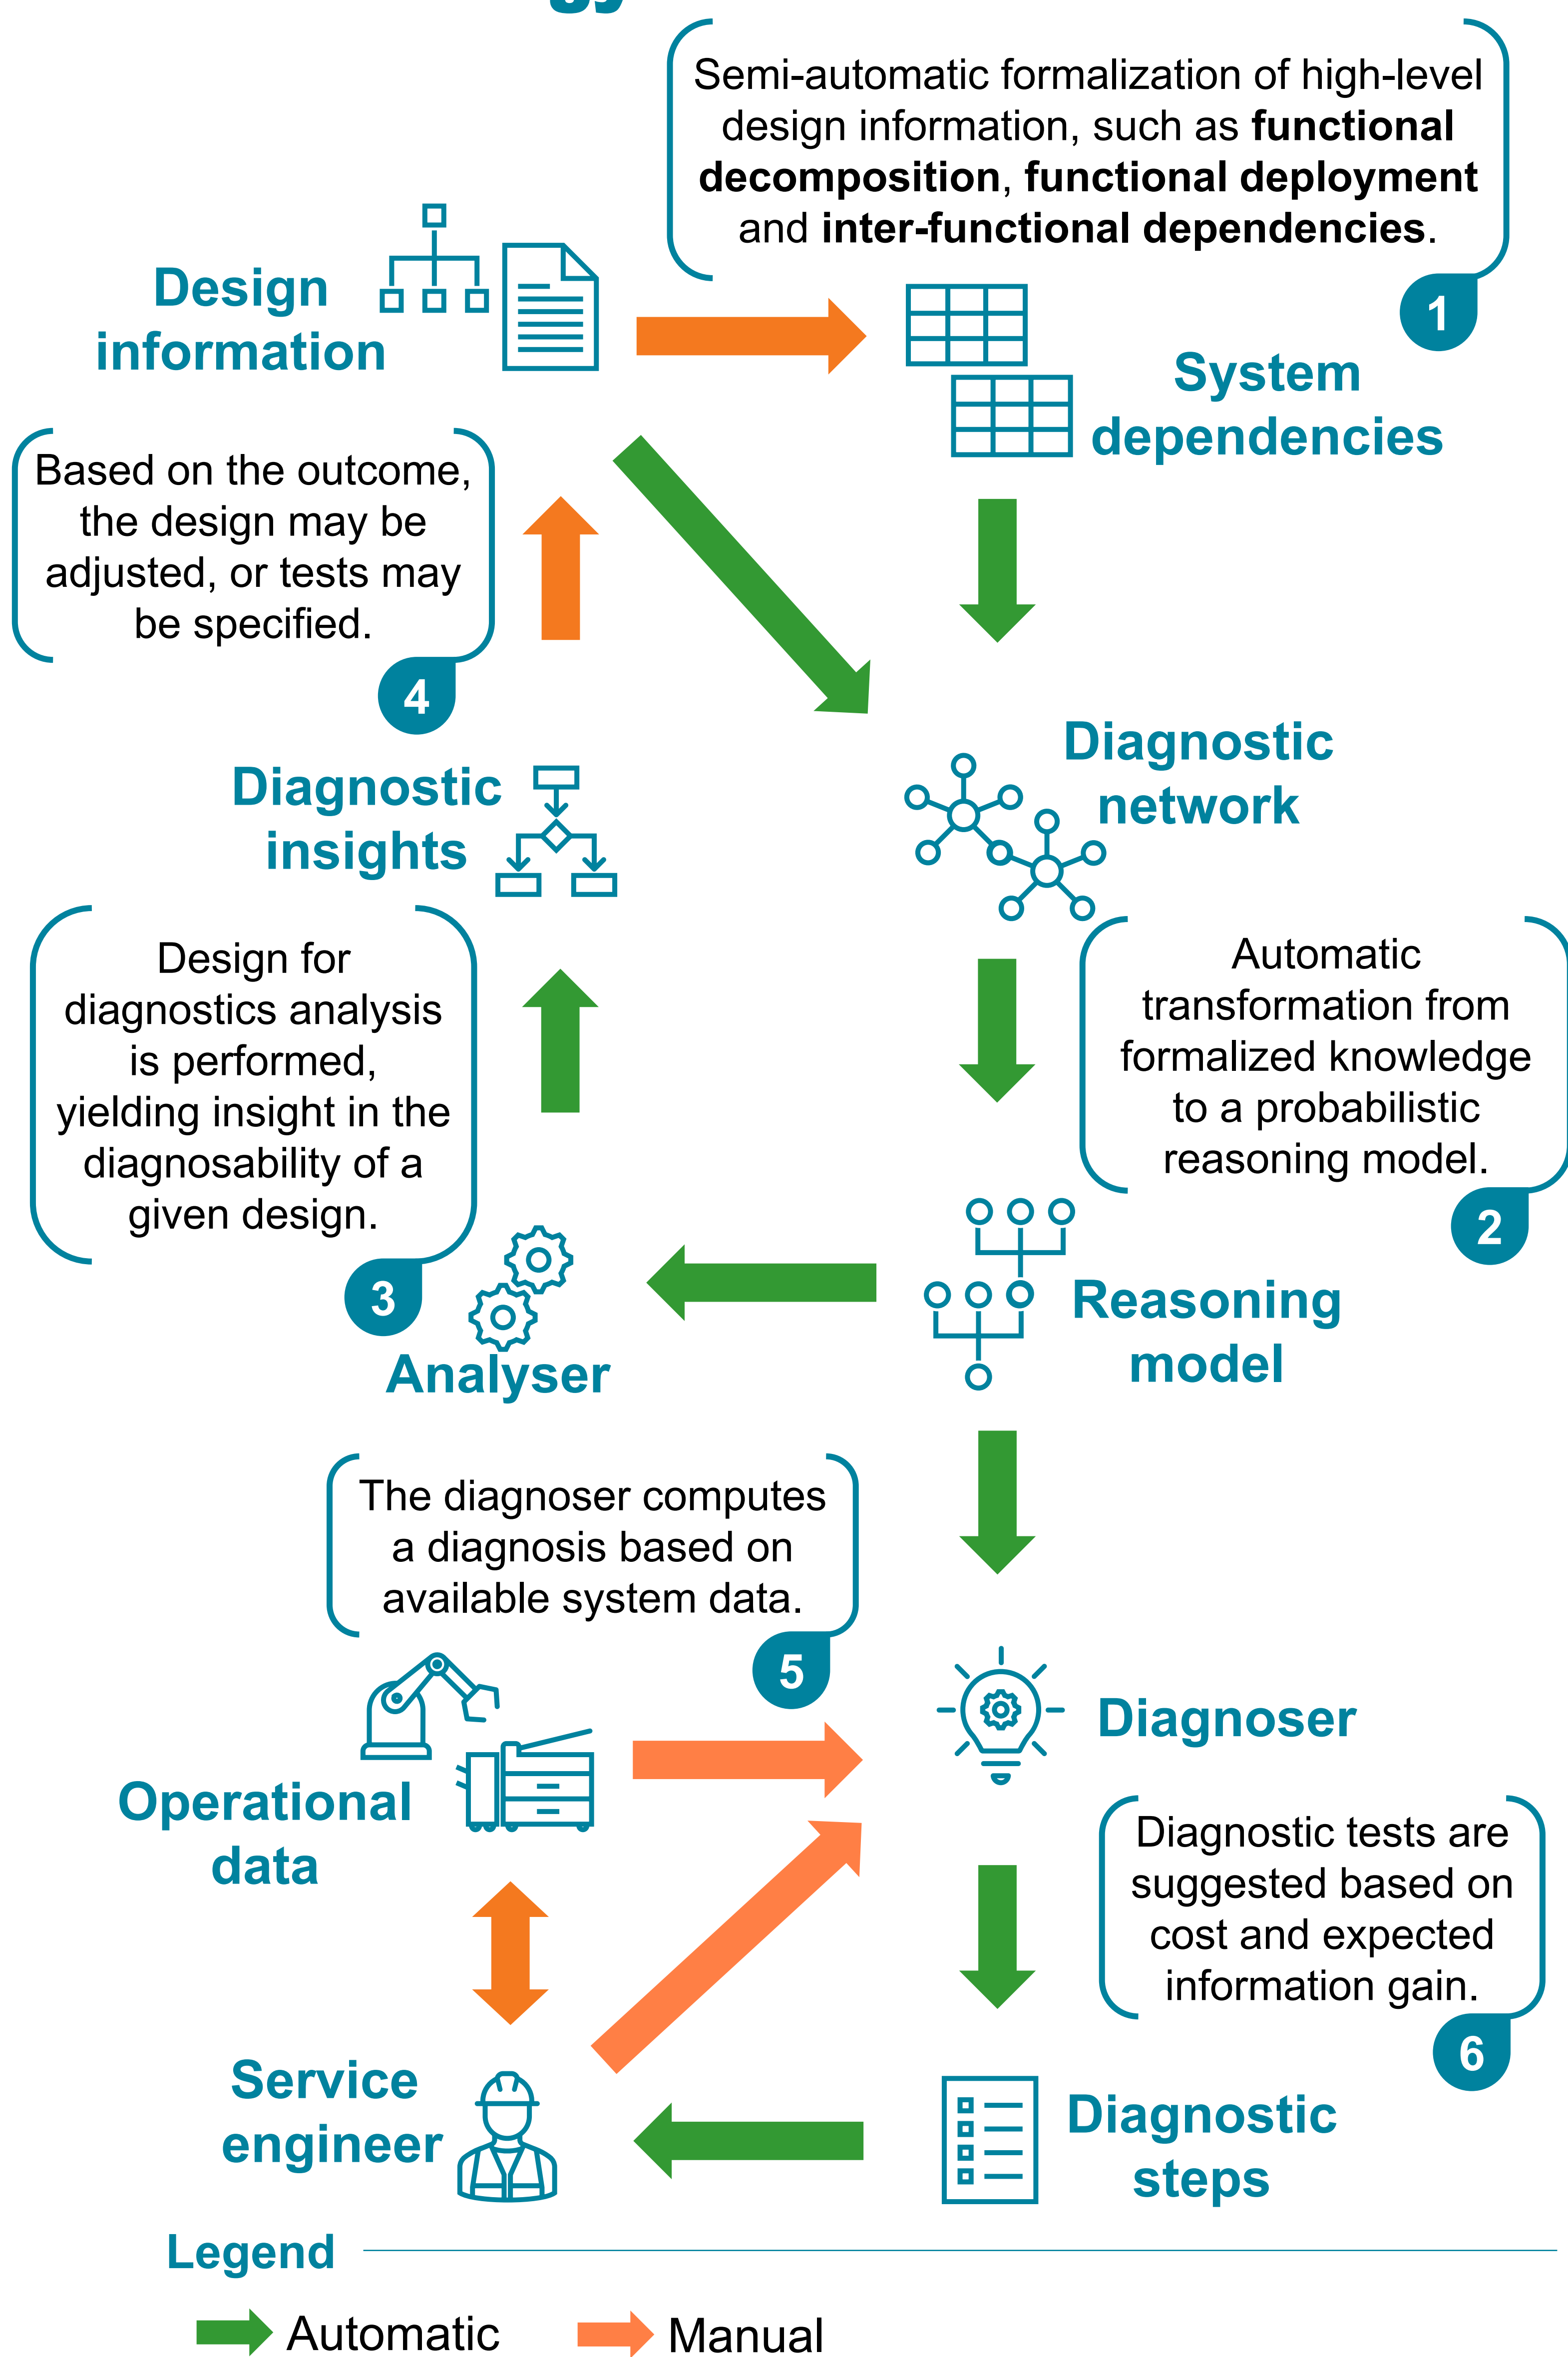 Semi-automatic formalization of high-level
design information, such as functional
decomposition, functional deployment
and inter-functional dependencies.
1
Design
information
System
dependencies
Based on the outcome,
the design may be
adjusted, or tests may
be specified.
4
Diagnostic
insights
Diagnostic
network
Design for
diagnostics analysis
is performed,
yielding insight in the
diagnosability of a
given design.
3
Automatic
transformation from
formalized knowledge
to a probabilistic
reasoning model.
2
Analyser
Reasoning
model
The diagnoser computes
a diagnosis based on
available system data.
5
Operational
data
Diagnoser
Diagnostic tests are
suggested based on
cost and expected
information gain.
6
Service
engineer
Diagnostic
steps
Legend
Automatic
Manual